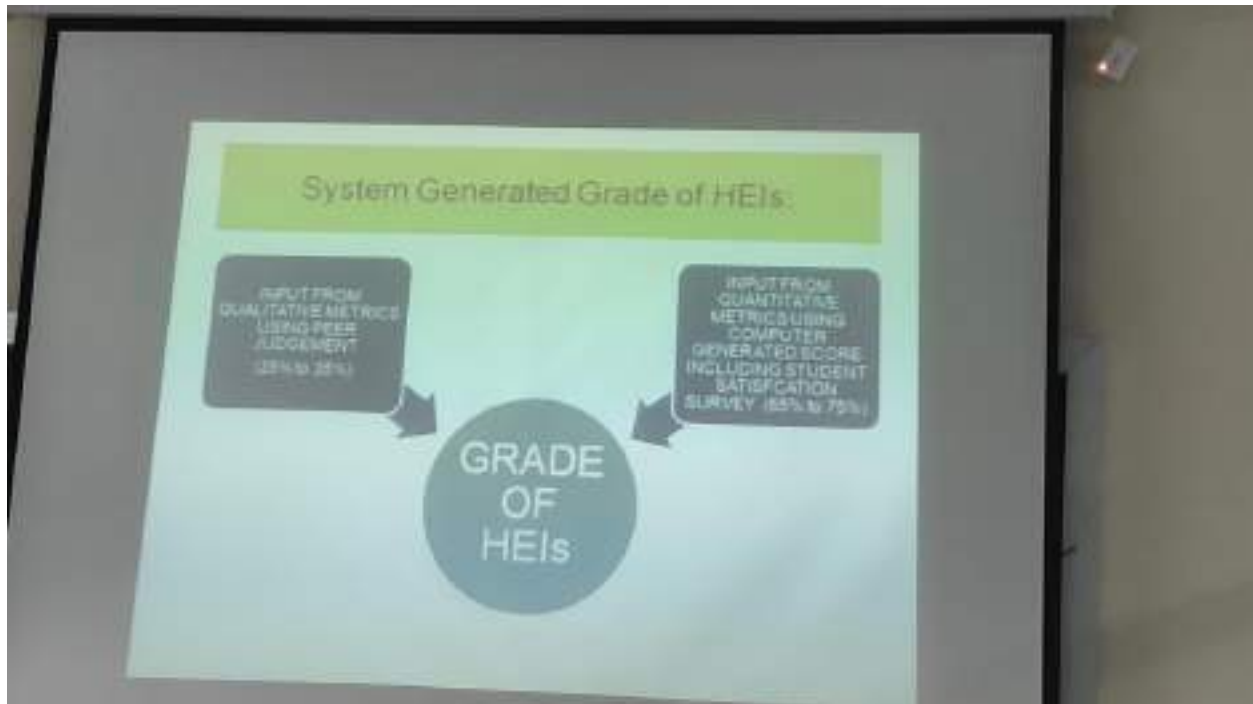 System Generated Grade of HEIs:
INPUT FROM
QUALITATIVE METRICS
USING PEER
JUDGEMENT
(25% to 35%)
INPUT FROM
QUANTITATIVE
METRICS USING
COMPUTER
GENERATED SCORE
INCLUDING STUDENT
SATISFCATION
SURVEY (65% to 75%)
GRADE
OF
HEIs